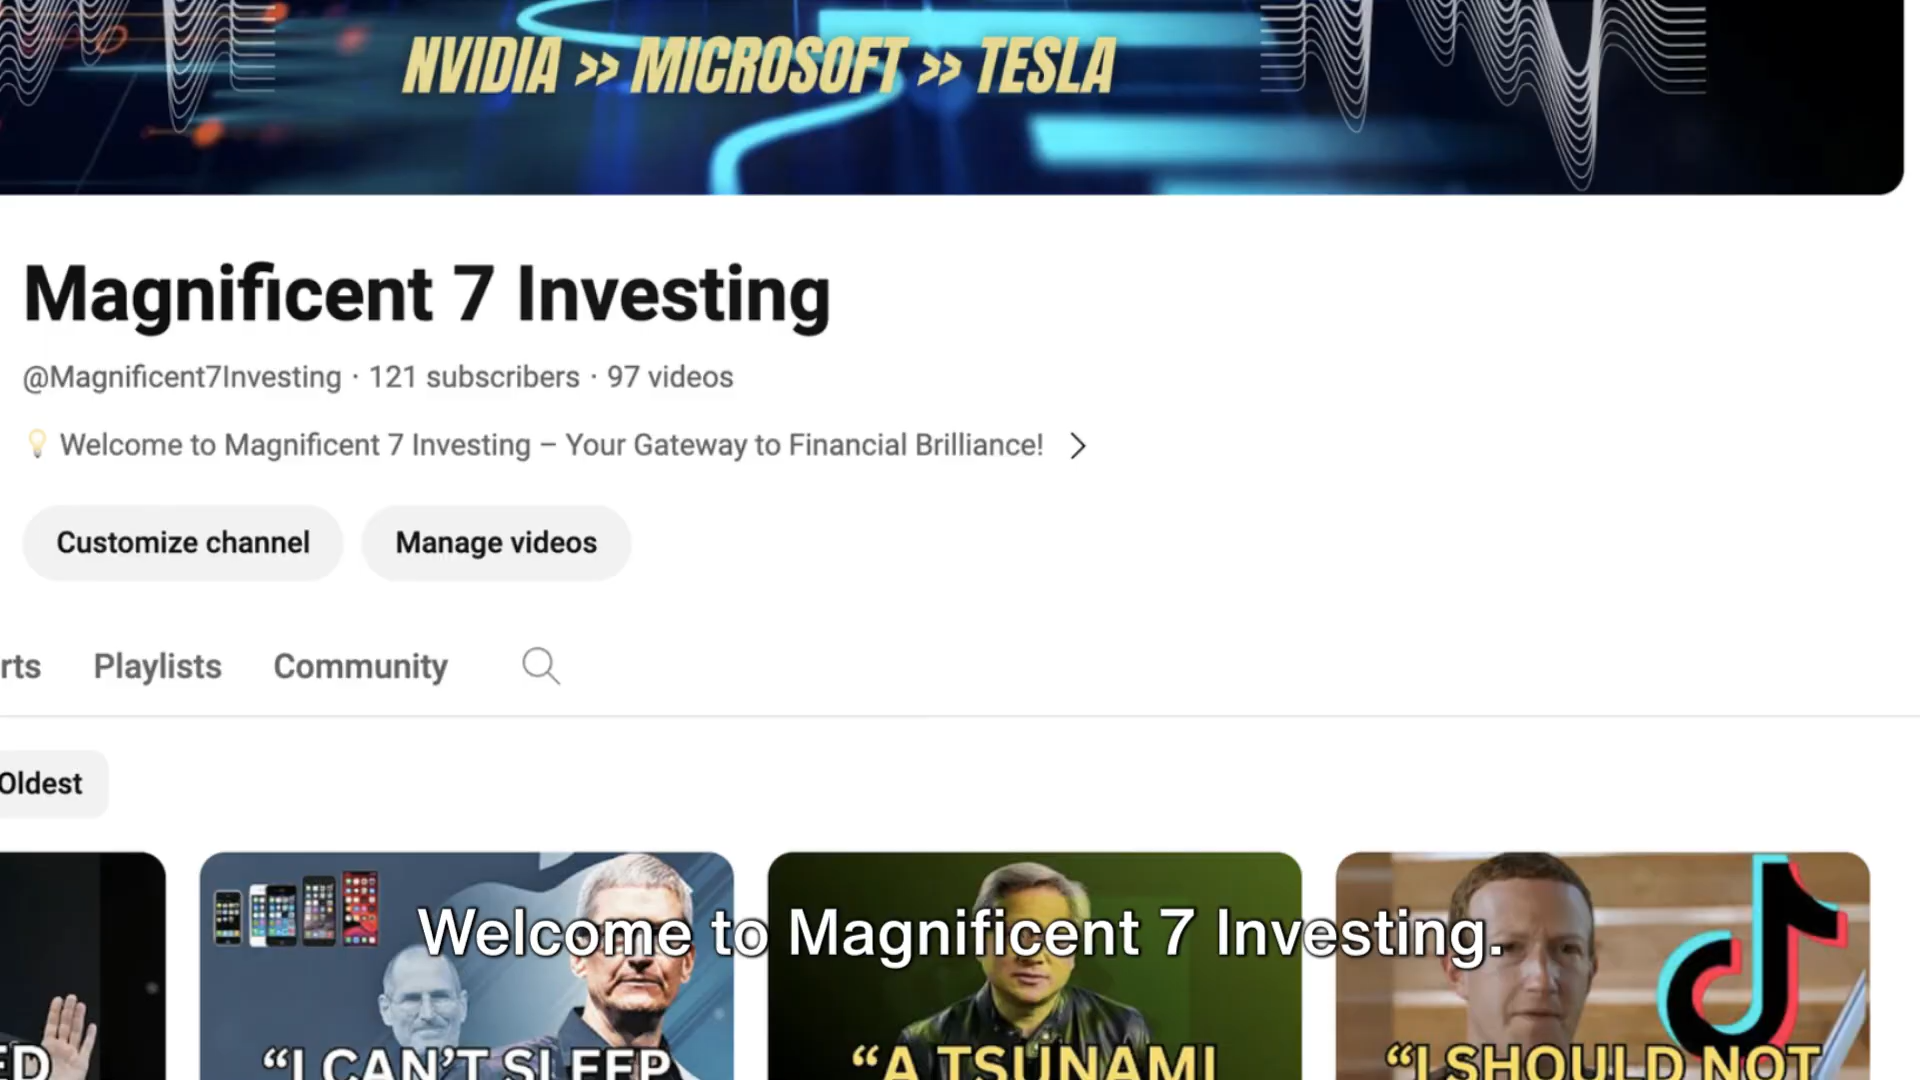 NVIDIA >> MICROSOFT >> TESLA
Magnificent 7 Investing
@Magnificent7Investing · 121 subscribers · 97 videos
Welcome to Magnificent 7 Investing – Your Gateway to Financial Brilliance! >
Customize channel Manage videos
rts Playlists Community
Oldest
Welcome to Magnificent 7 Investing.
ED “I CAN’T SLEEP “A TSUNAMI “I SHOULD NOT